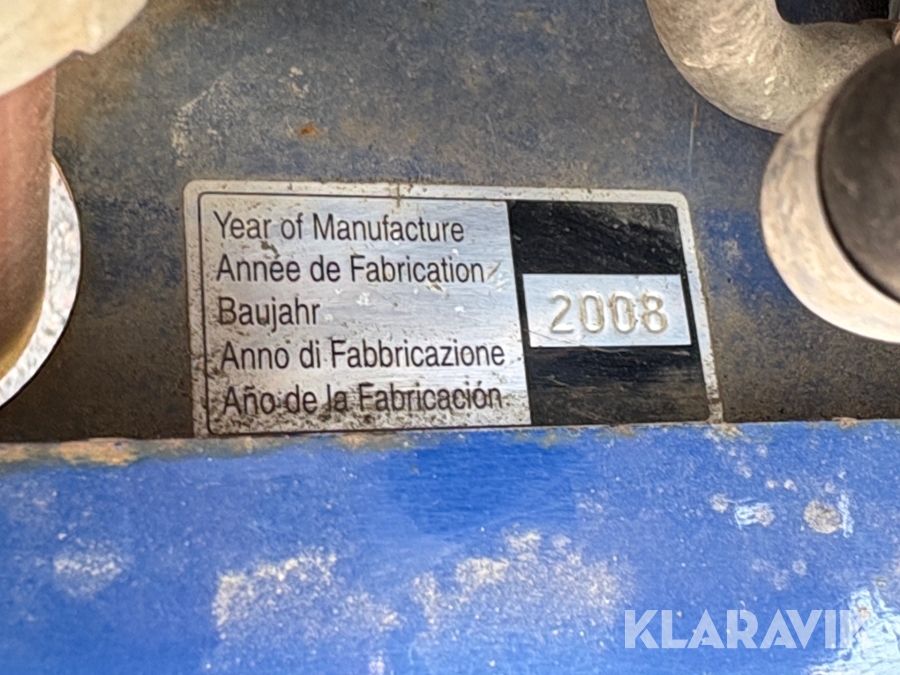 Year of Manufacture
Année de Fabrication
Baujahr
Anno di Fabbricazione
Año de la Fabricación
2008
KLARAVIK